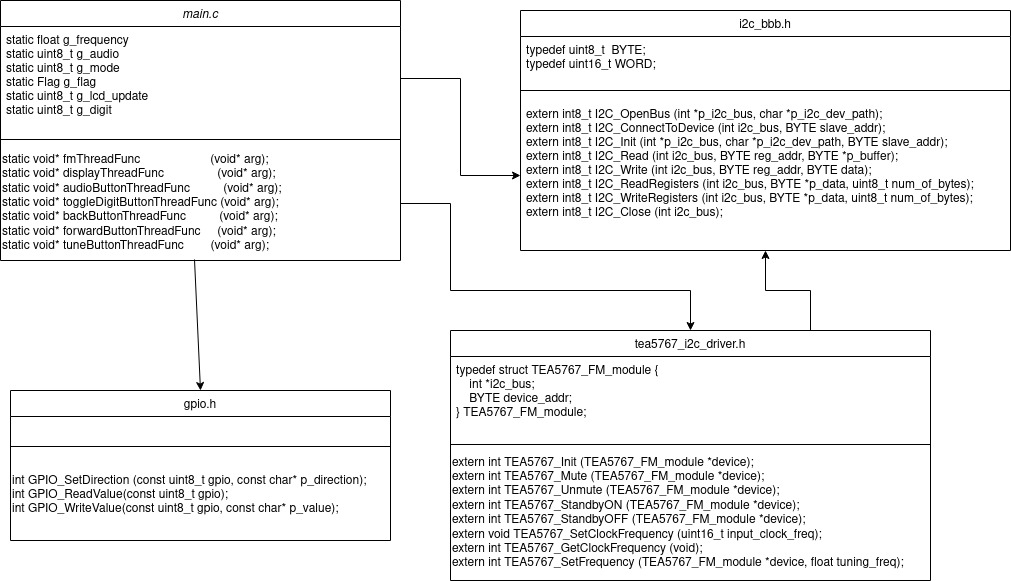 main.c
static float g_frequency
static uint8_t g_audio
static uint8_t g_mode
static Flag g_flag
static uint8_t g_lcd_update
static uint8_t g_digit
static void* fmThreadFunc (void* arg);
static void* displayThreadFunc (void* arg);
static void* audioButtonThreadFunc (void* arg);
static void* toggleDigitButtonThreadFunc (void* arg);
static void* backButtonThreadFunc (void* arg);
static void* forwardButtonThreadFunc (void* arg);
static void* tuneButtonThreadFunc (void* arg);
i2c_bbb.h
typedef uint8_t BYTE;
typedef uint16_t WORD;
extern int8_t I2C_OpenBus (int *p_i2c_bus, char *p_i2c_dev_path);
extern int8_t I2C_ConnectToDevice (int i2c_bus, BYTE slave_addr);
extern int8_t I2C_Init (int *p_i2c_bus, char *p_i2c_dev_path, BYTE slave_addr);
extern int8_t I2C_Read (int i2c_bus, BYTE reg_addr, BYTE *p_buffer);
extern int8_t I2C_Write (int i2c_bus, BYTE reg_addr, BYTE data);
extern int8_t I2C_ReadRegisters (int i2c_bus, BYTE *p_data, uint8_t num_of_bytes);
extern int8_t I2C_WriteRegisters (int i2c_bus, BYTE *p_data, uint8_t num_of_bytes);
extern int8_t I2C_Close (int i2c_bus);
gpio.h
int GPIO_SetDirection (const uint8_t gpio, const char* p_direction);
int GPIO_ReadValue(const uint8_t gpio);
int GPIO_WriteValue(const uint8_t gpio, const char* p_value);
tea5767_i2c_driver.h
typedef struct TEA5767_FM_module {
int *i2c_bus;
BYTE device_addr;
} TEA5767_FM_module;
extern int TEA5767_Init (TEA5767_FM_module *device);
extern int TEA5767_Mute (TEA5767_FM_module *device);
extern int TEA5767_Unmute (TEA5767_FM_module *device);
extern int TEA5767_StandbyON (TEA5767_FM_module *device);
extern int TEA5767_StandbyOFF (TEA5767_FM_module *device);
extern void TEA5767_SetClockFrequency (uint16_t input_clock_freq);
extern int TEA5767_GetClockFrequency (void);
extern int TEA5767_SetFrequency (TEA5767_FM_module *device, float tuning_freq);